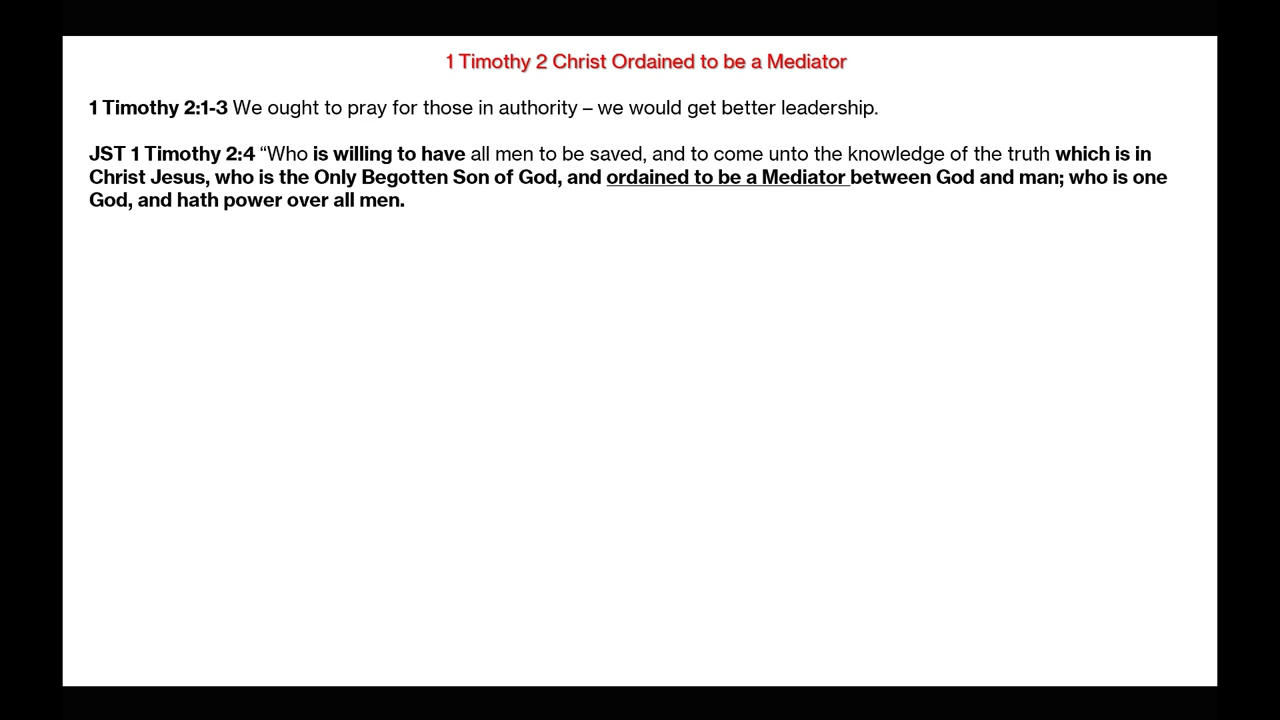 1 Timothy 2 Christ Ordained to be a Mediator
1 Timothy 2:1-3 We ought to pray for those in authority – we would get better leadership.
JST 1 Timothy 2:4 “Who is willing to have all men to be saved, and to come unto the knowledge of the truth which is in
Christ Jesus, who is the Only Begotten Son of God, and ordained to be a Mediator between God and man; who is one
God, and hath power over all men.